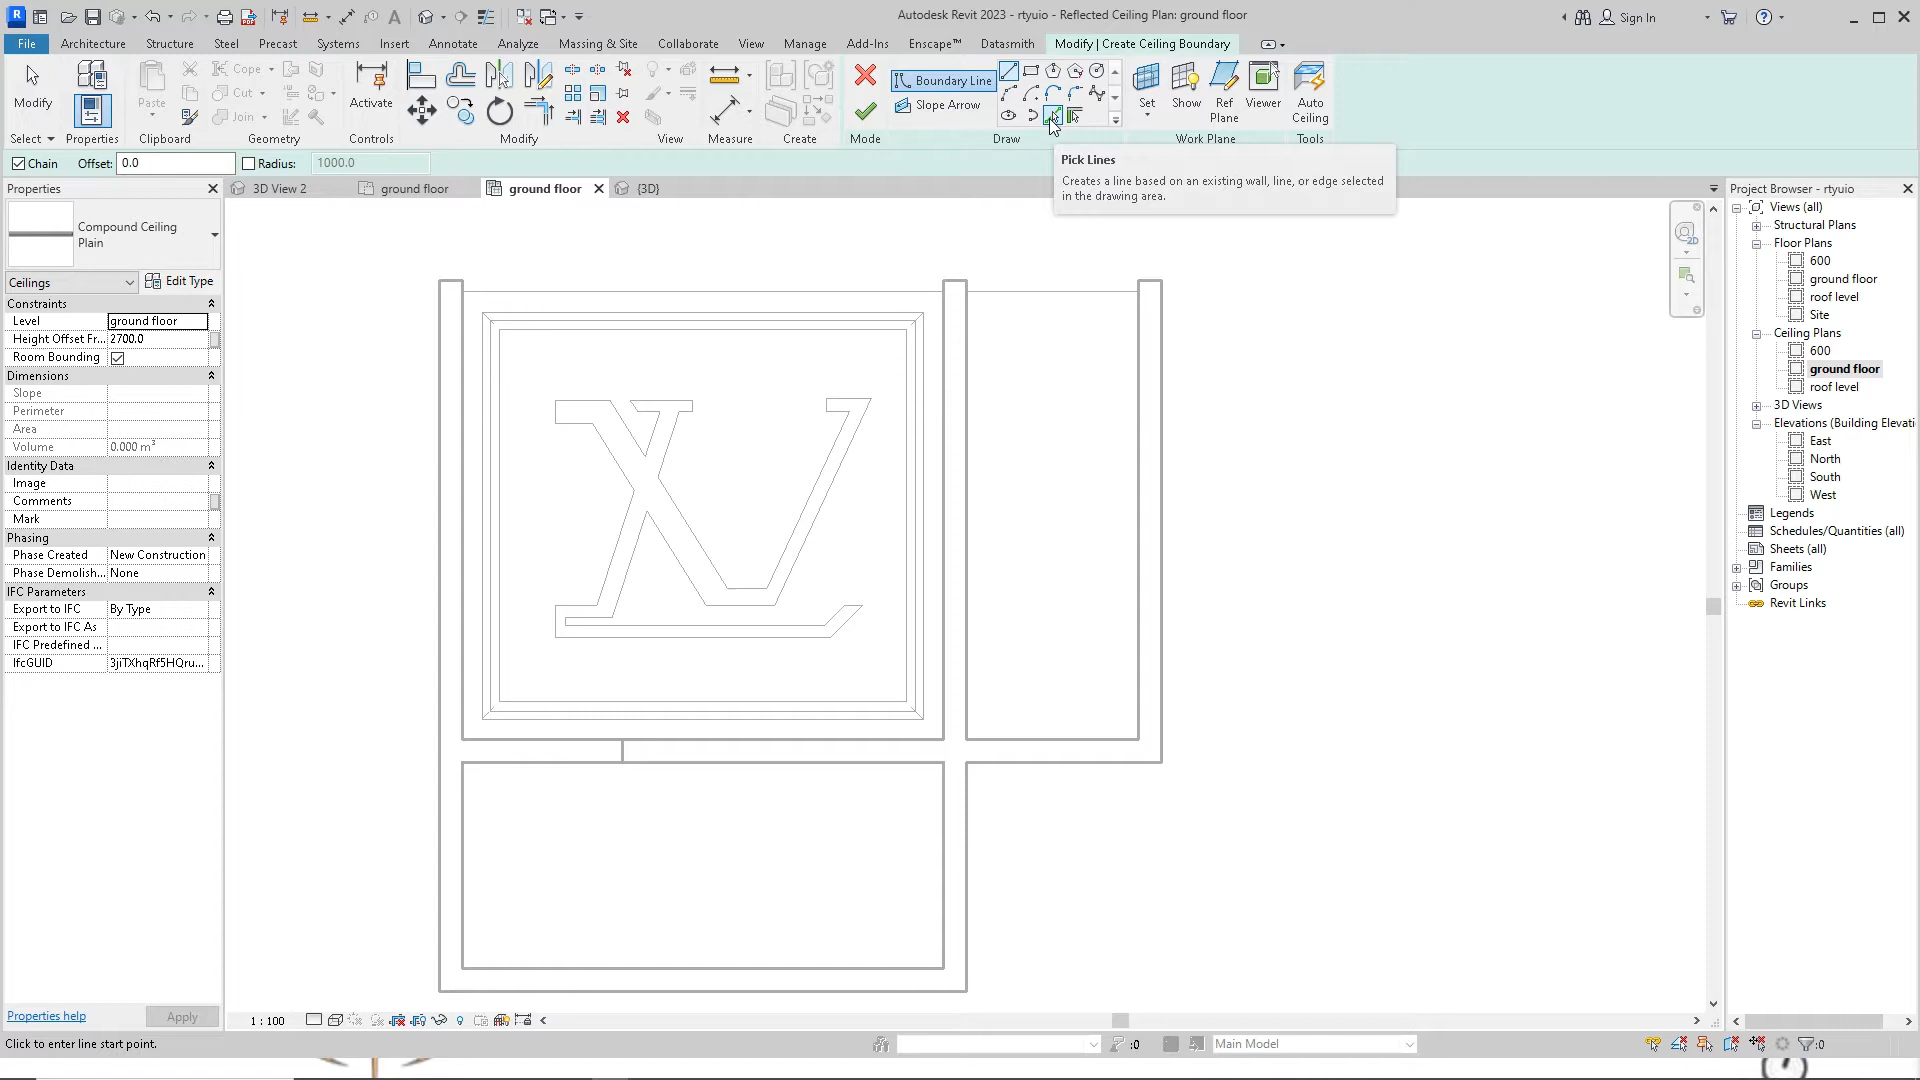 Autodesk Revit 2023 - rtyuio - Reflected Ceiling Plan: ground floor
Sign In
File Architecture Structure Steel Precast Systems Insert Annotate Analyze Massing & Site Collaborate View Manage Add-Ins Enscape™ Datasmith Modify | Create Ceiling Boundary
Modify
Paste
Cope
Cut
Join
Activate
Boundary Line
Slope Arrow
Set
Show
Ref
Plane
Viewer
Auto
Ceiling
Select Properties Clipboard Geometry Controls Modify View Measure Create Mode Draw Work Plane Tools
Chain Offset: 0.0 Radius: 1000.0
Pick Lines
Creates a line based on an existing wall, line, or edge selected
in the drawing area.
Properties
3D View 2 ground floor ground floor {3D}
Compound Ceiling
Plain
Ceilings Edit Type
Constraints
Level ground floor
Height Offset Fr... 2700.0
Room Bounding
Dimensions
Slope
Perimeter
Area
Volume 0.000 m³
Identity Data
Image
Comments
Mark
Phasing
Phase Created New Construction
Phase Demolish... None
IFC Parameters
Export to IFC By Type
Export to IFC As
IFC Predefined ...
IfcGUID 3jiTXhqRf5HQru...
Properties help Apply
2D
Project Browser - rtyuio
Views (all)
Structural Plans
Floor Plans
600
ground floor
roof level
Site
Ceiling Plans
600
ground floor
roof level
3D Views
Elevations (Building Elevati
East
North
South
West
Legends
Schedules/Quantities (all)
Sheets (all)
Families
Groups
Revit Links
1 : 100
Click to enter line start point.
:0
Main Model
:0